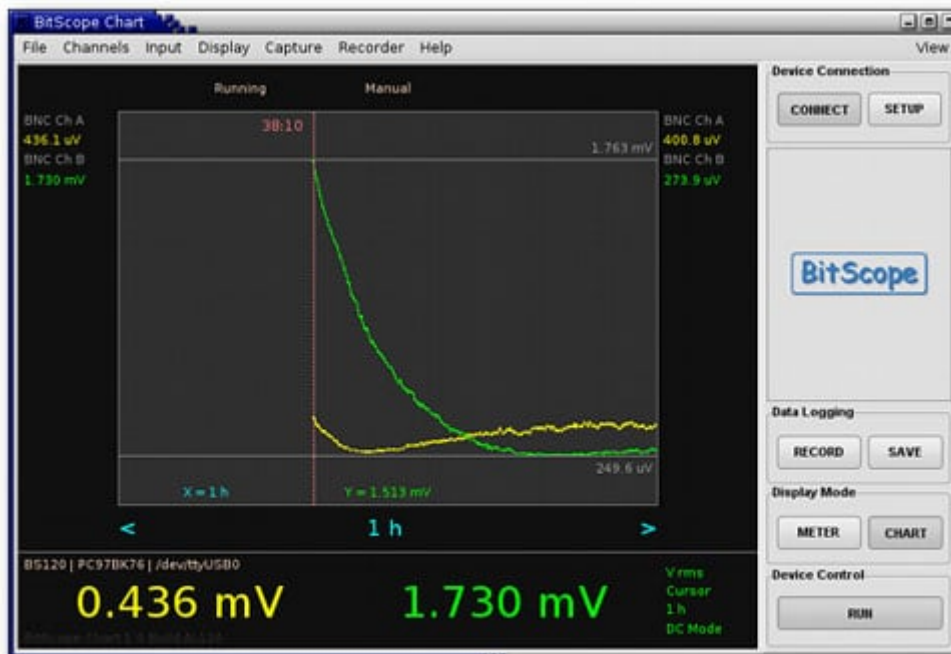 BitScope Chart
File Channels Input Display Capture Recorder Help View
Running Manual
BNC Ch A
436.1 uV
BNC Ch B
1.730 mV
38:10
1.763 mV
BNC Ch A
400.8 uV
BNC Ch B
273.9 uV
249.6 uV
X = 1 h Y = 1.513 mV
< 1 h >
BS120 | PC97BK76 | /dev/ttyUSB0
0.436 mV 1.730 mV
V rms
Cursor
1 h
DC Mode
Device Connection
CONNECT SETUP
BitScope
Data Logging
RECORD SAVE
Display Mode
METER CHART
Device Control
RUN